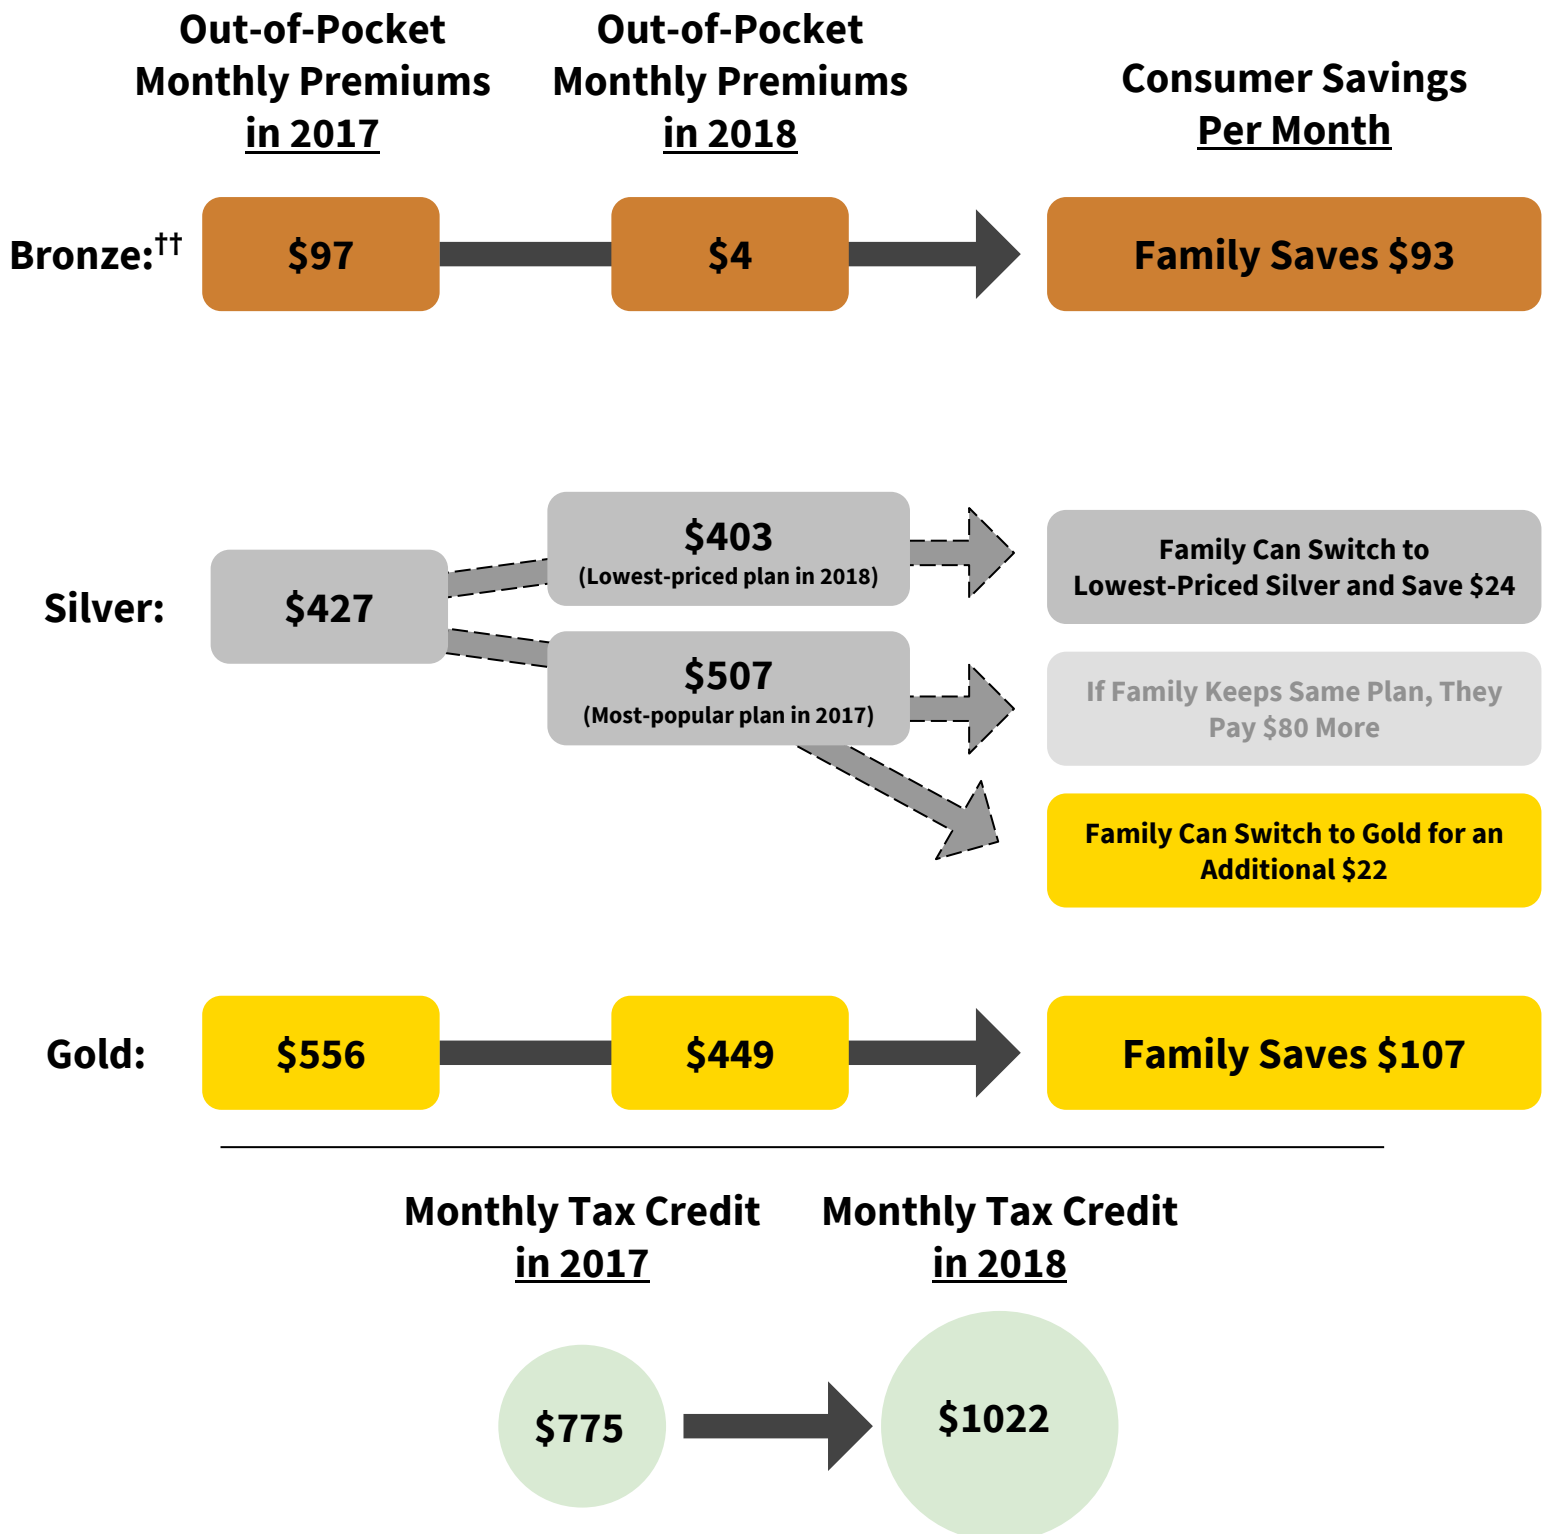 Out-of-Pocket
Monthly Premiums
in 2017
Out-of-Pocket
Monthly Premiums
in 2018
Consumer Savings
Per Month
Bronze:††
$97
$4
Family Saves $93
Silver:
$427
$403
(Lowest-priced plan in 2018)
$507
(Most-popular plan in 2017)
Family Can Switch to
Lowest-Priced Silver and Save $24
If Family Keeps Same Plan, They
Pay $80 More
Family Can Switch to Gold for an
Additional $22
Gold:
$556
$449
Family Saves $107
Monthly Tax Credit
in 2017
Monthly Tax Credit
in 2018
$775
$1022